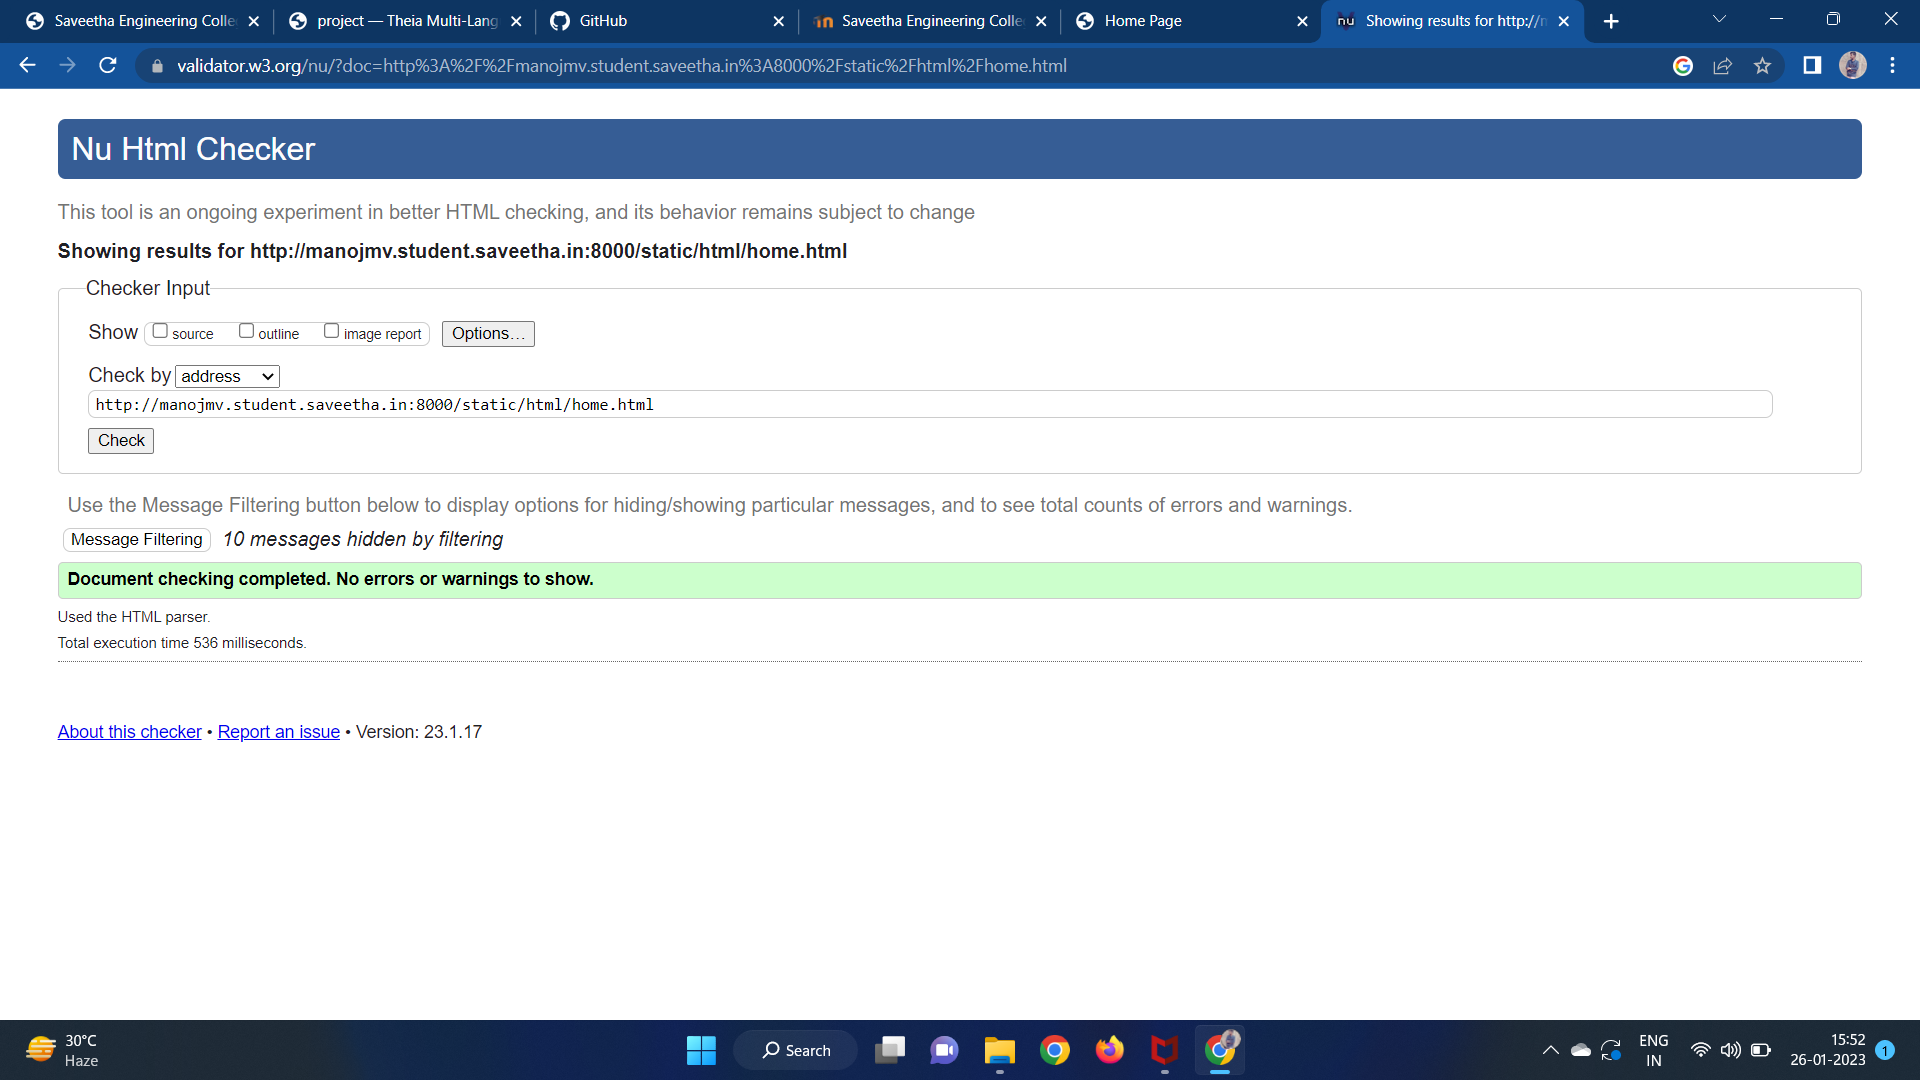 Saveetha Engineering Colle
project — Theia Multi-Lang
GitHub
Saveetha Engineering Colle
Home Page
nu Showing results for http://m
validator.w3.org/nu/?doc=http%3A%2F%2Fmanojmv.student.saveetha.in%3A8000%2Fstatic%2Fhtml%2Fhome.html
Nu Html Checker
This tool is an ongoing experiment in better HTML checking, and its behavior remains subject to change
Showing results for http://manojmv.student.saveetha.in:8000/static/html/home.html
Checker Input
Show source outline image report Options...
Check by address
http://manojmv.student.saveetha.in:8000/static/html/home.html
Check
Use the Message Filtering button below to display options for hiding/showing particular messages, and to see total counts of errors and warnings.
Message Filtering 10 messages hidden by filtering
Document checking completed. No errors or warnings to show.
Used the HTML parser.
Total execution time 536 milliseconds.
About this checker • Report an issue • Version: 23.1.17
30°C
Haze
Search
ENG
IN
15:52
26-01-2023
1